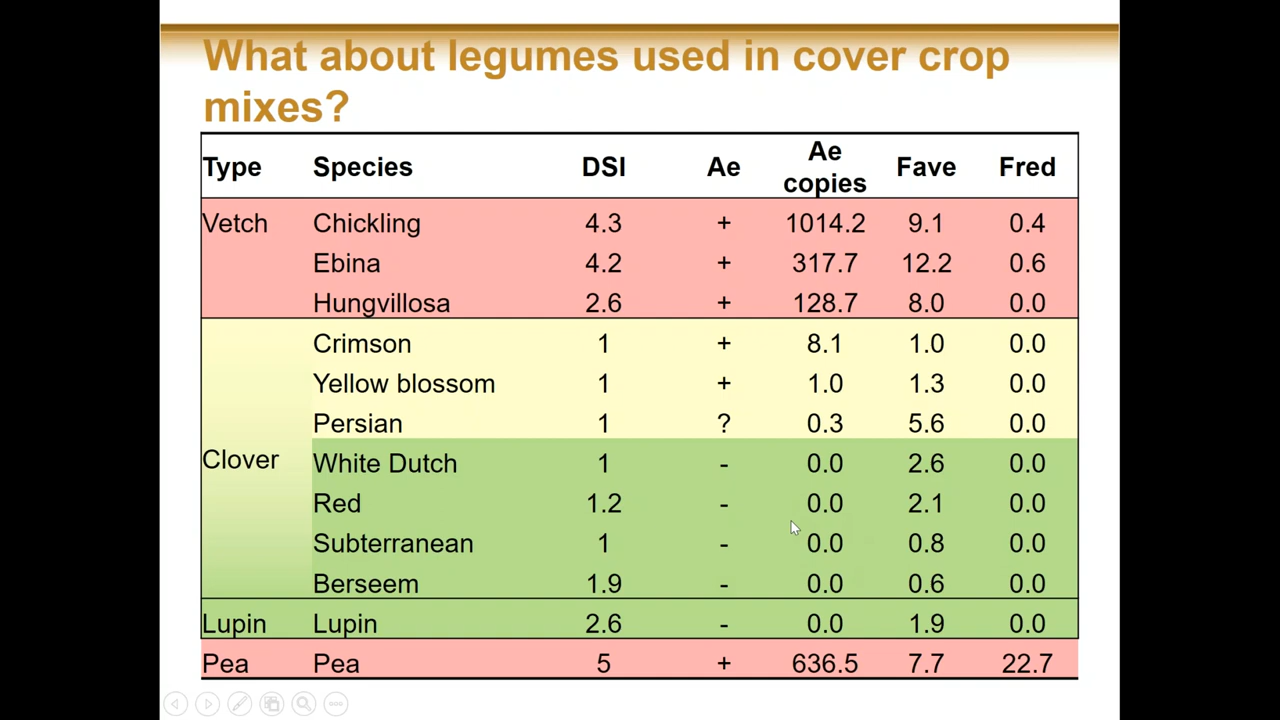 What about legumes used in cover crop
mixes?
Type Species DSI Ae Ae copies Fave Fred
Vetch Chickling 4.3 + 1014.2 9.1 0.4
Ebina 4.2 + 317.7 12.2 0.6
Hungvillosa 2.6 + 128.7 8.0 0.0
Crimson 1 + 8.1 1.0 0.0
Yellow blossom 1 + 1.0 1.3 0.0
Persian 1 ? 0.3 5.6 0.0
Clover White Dutch 1 - 0.0 2.6 0.0
Red 1.2 - 0.0 2.1 0.0
Subterranean 1 - 0.0 0.8 0.0
Berseem 1.9 - 0.0 0.6 0.0
Lupin Lupin 2.6 - 0.0 1.9 0.0
Pea Pea 5 + 636.5 7.7 22.7